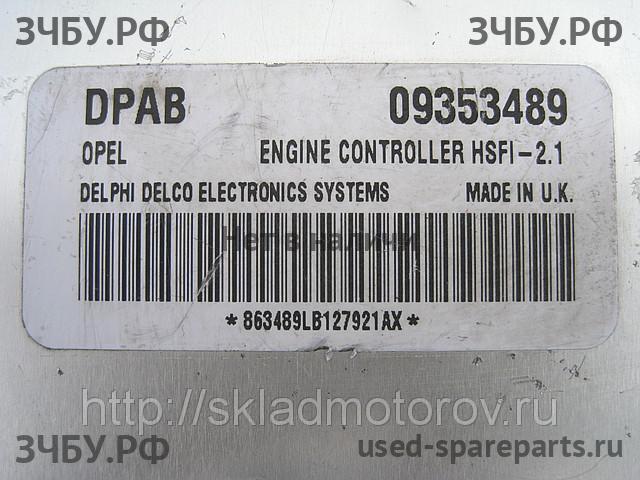 ЗЧБУ.РФ ЗЧБУ.РФ
DPAB 09353489
OPEL ENGINE CONTROLLER HSFI-2.1
DELPHI DELCO ELECTRONICS SYSTEMS MADE IN U.K.
Нет в наличии
*863489LB127921AX*
http://skladmotorov.ru
ЗЧБУ.РФ used-spareparts.ru